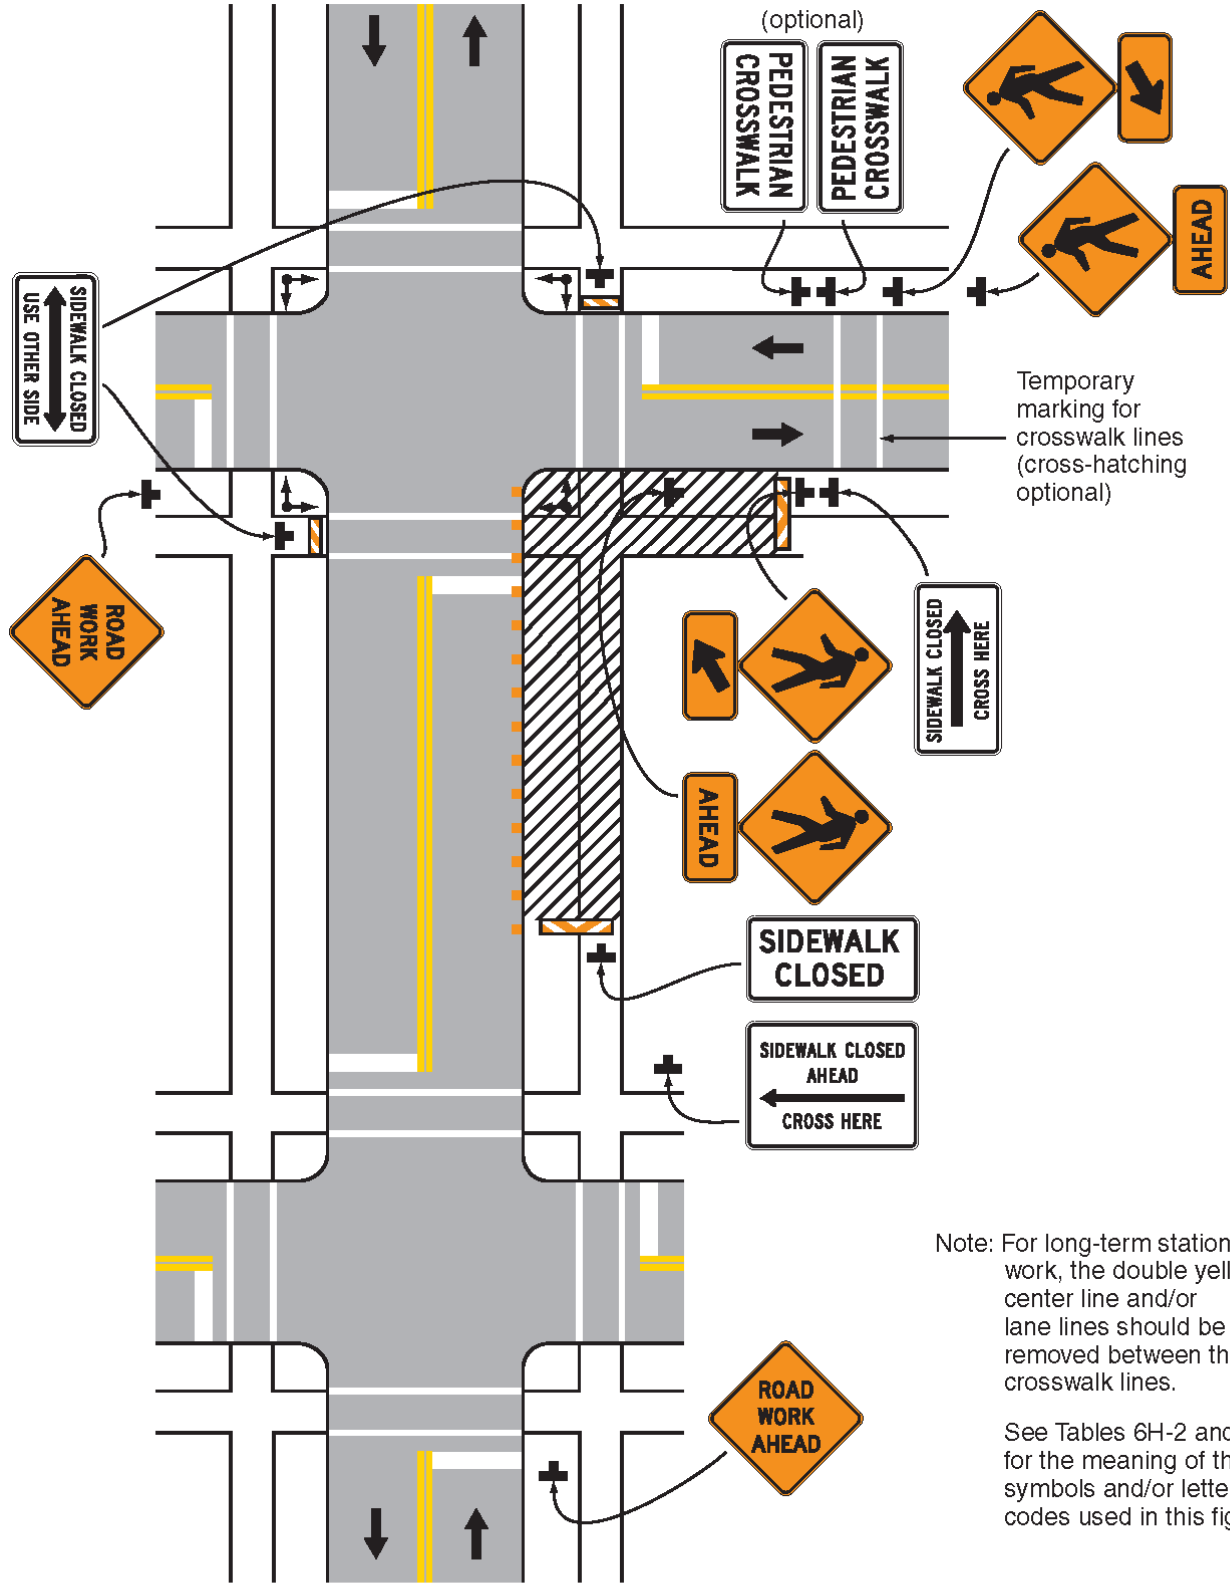 (optional)
PEDESTRIAN
CROSSWALK
PEDESTRIAN
CROSSWALK
AHEAD
SIDEWALK CLOSED
USE OTHER SIDE
Temporary
marking for
crosswalk lines
(cross-hatching
optional)
ROAD
WORK
AHEAD
SIDEWALK CLOSED
CROSS HERE
AHEAD
SIDEWALK
CLOSED
SIDEWALK CLOSED
AHEAD
CROSS HERE
Note: For long-term station
work, the double yell
center line and/or
lane lines should be
removed between th
crosswalk lines.
ROAD
WORK
AHEAD
See Tables 6H-2 and
for the meaning of th
symbols and/or lette
codes used in this fig